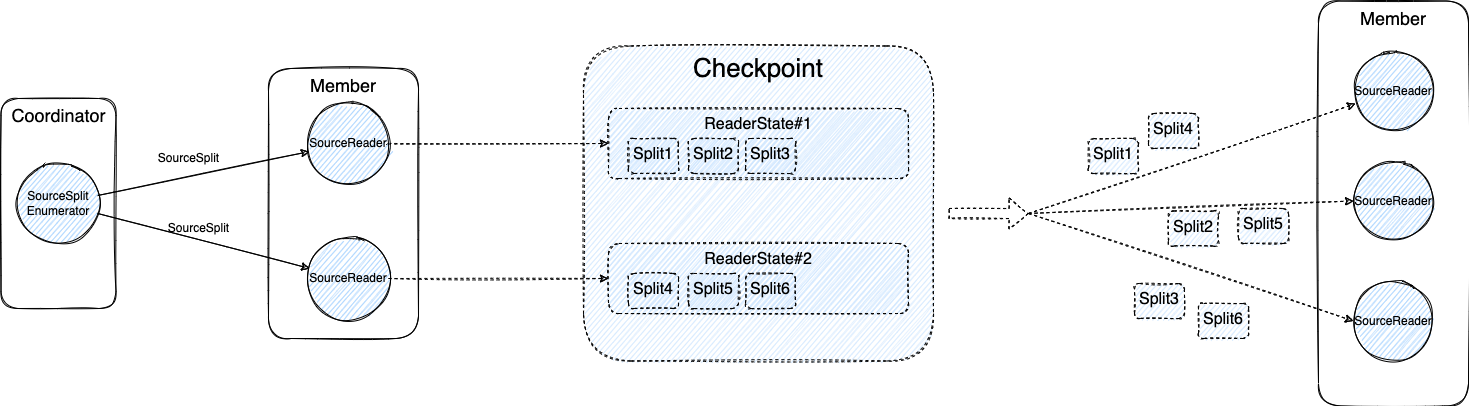 Coordinator
SourceSplit
Enumerator
SourceSplit
SourceSplit
Member
SourceReader
SourceReader
Checkpoint
ReaderState#1
Split1 Split2 Split3
ReaderState#2
Split4 Split5 Split6
Split1
Split4
Split2
Split5
Split3
Split6
Member
SourceReader
SourceReader
SourceReader